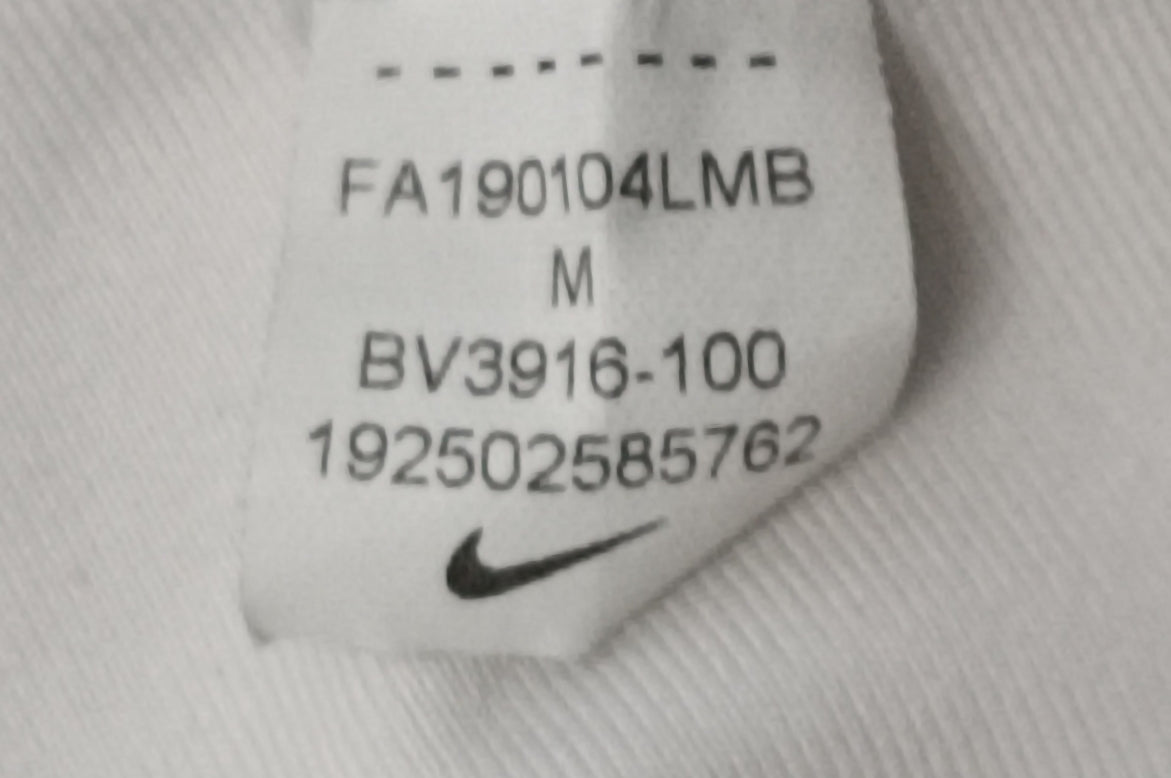 --------
FA190104LMB
M
BV3916-100
192502585762